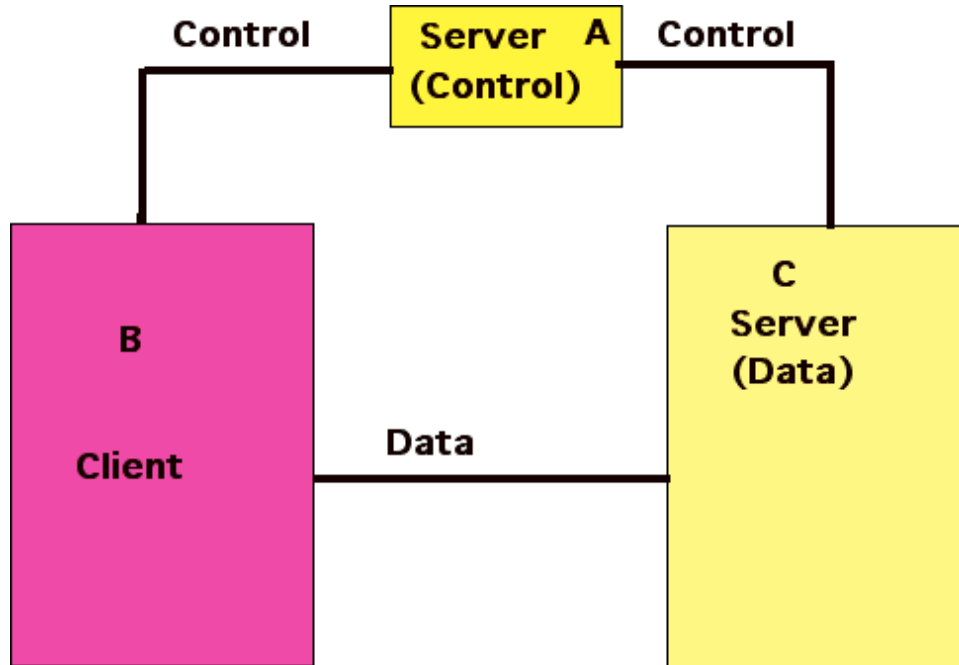 Control
Server A
(Control)
Control
B
Client
Data
C
Server
(Data)